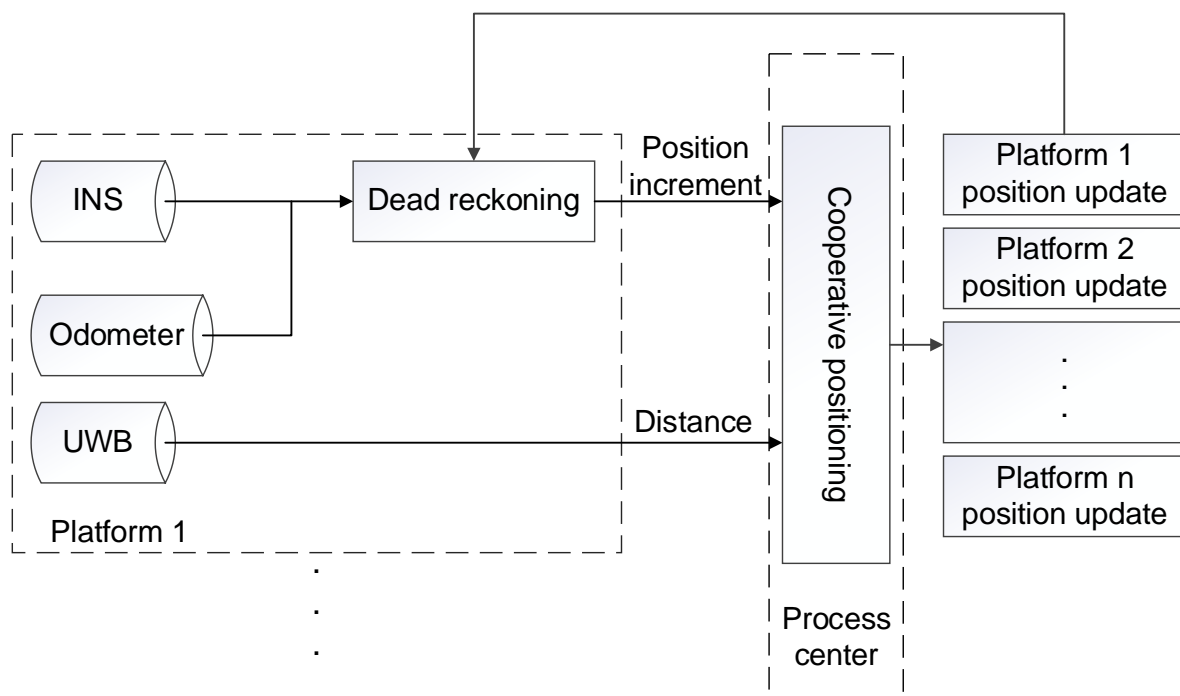 INS
Dead reckoning
Odometer
UWB
Platform 1
.
.
.
Position
increment
Distance
Cooperative positioning
Process
center
Platform 1
position update
Platform 2
position update
.
.
.
Platform n
position update